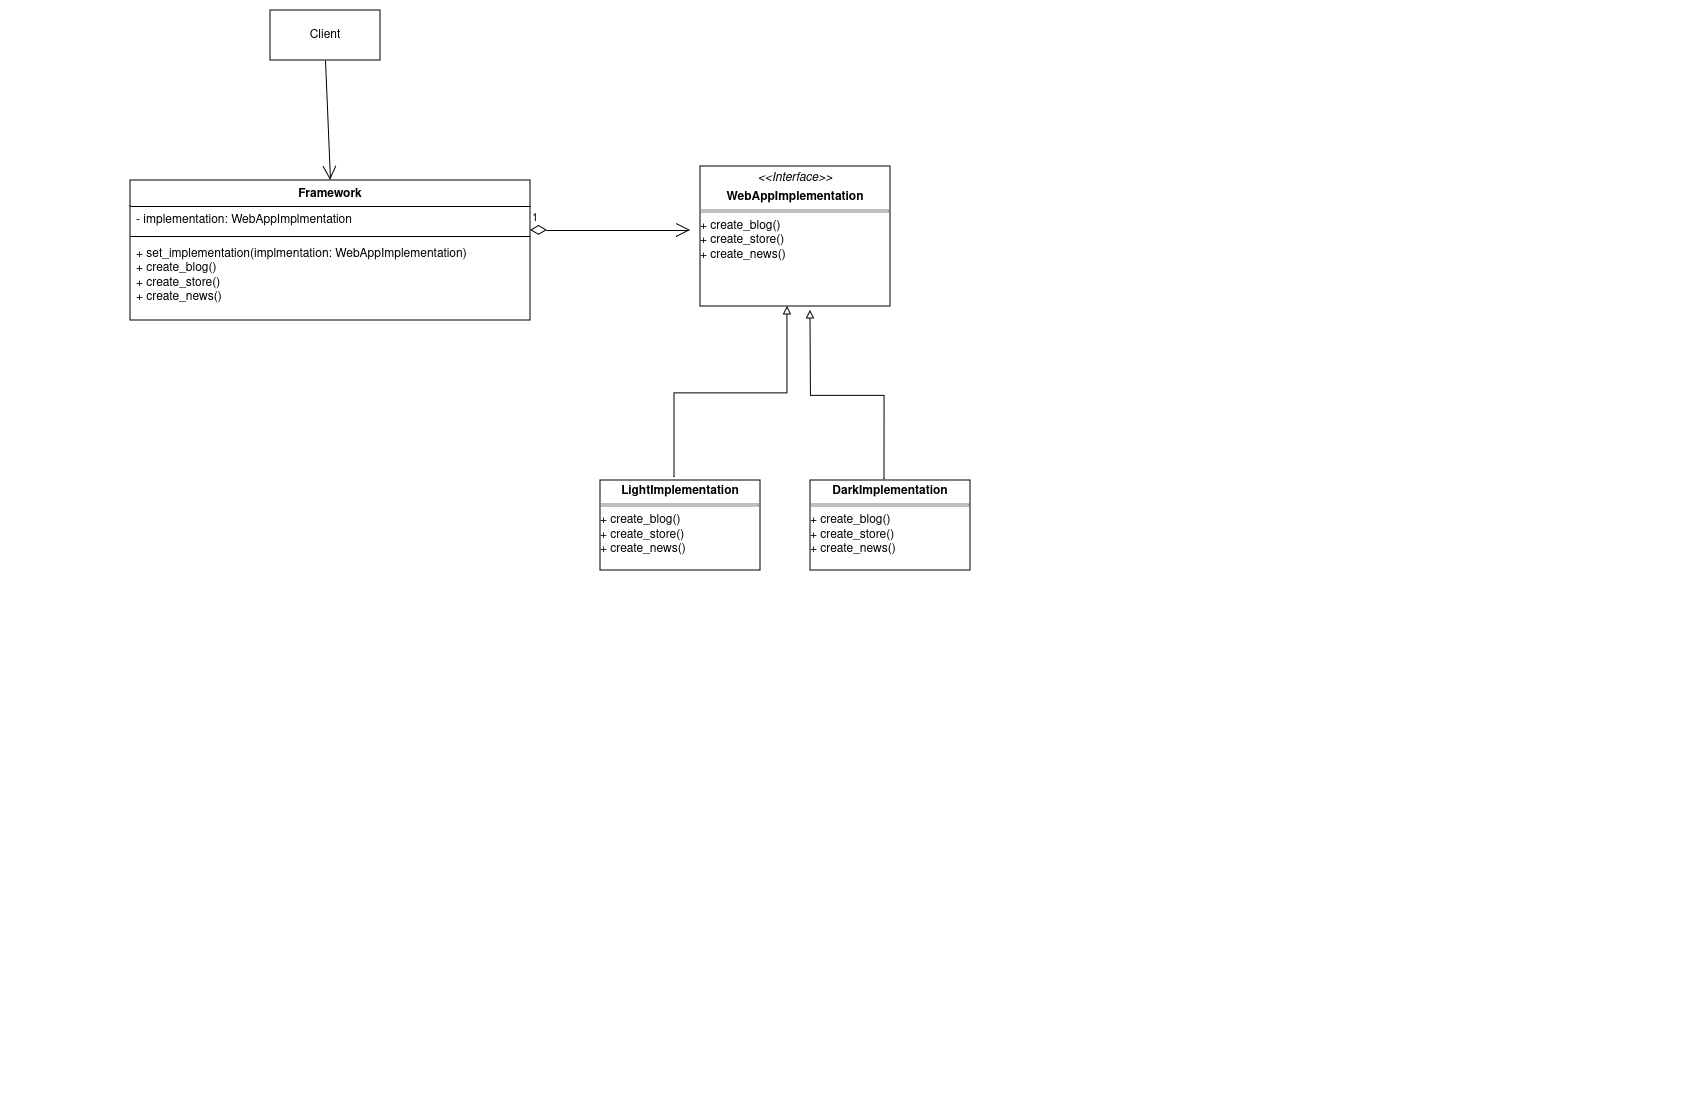 Client
Framework
- implementation: WebAppImplmentation
+ set_implementation(implmentation: WebAppImplementation)
+ create_blog()
+ create_store()
+ create_news()
1
<<Interface>>
WebAppImplementation
+ create_blog()
+ create_store()
+ create_news()
LightImplementation
+ create_blog()
+ create_store()
+ create_news()
DarkImplementation
+ create_blog()
+ create_store()
+ create_news()